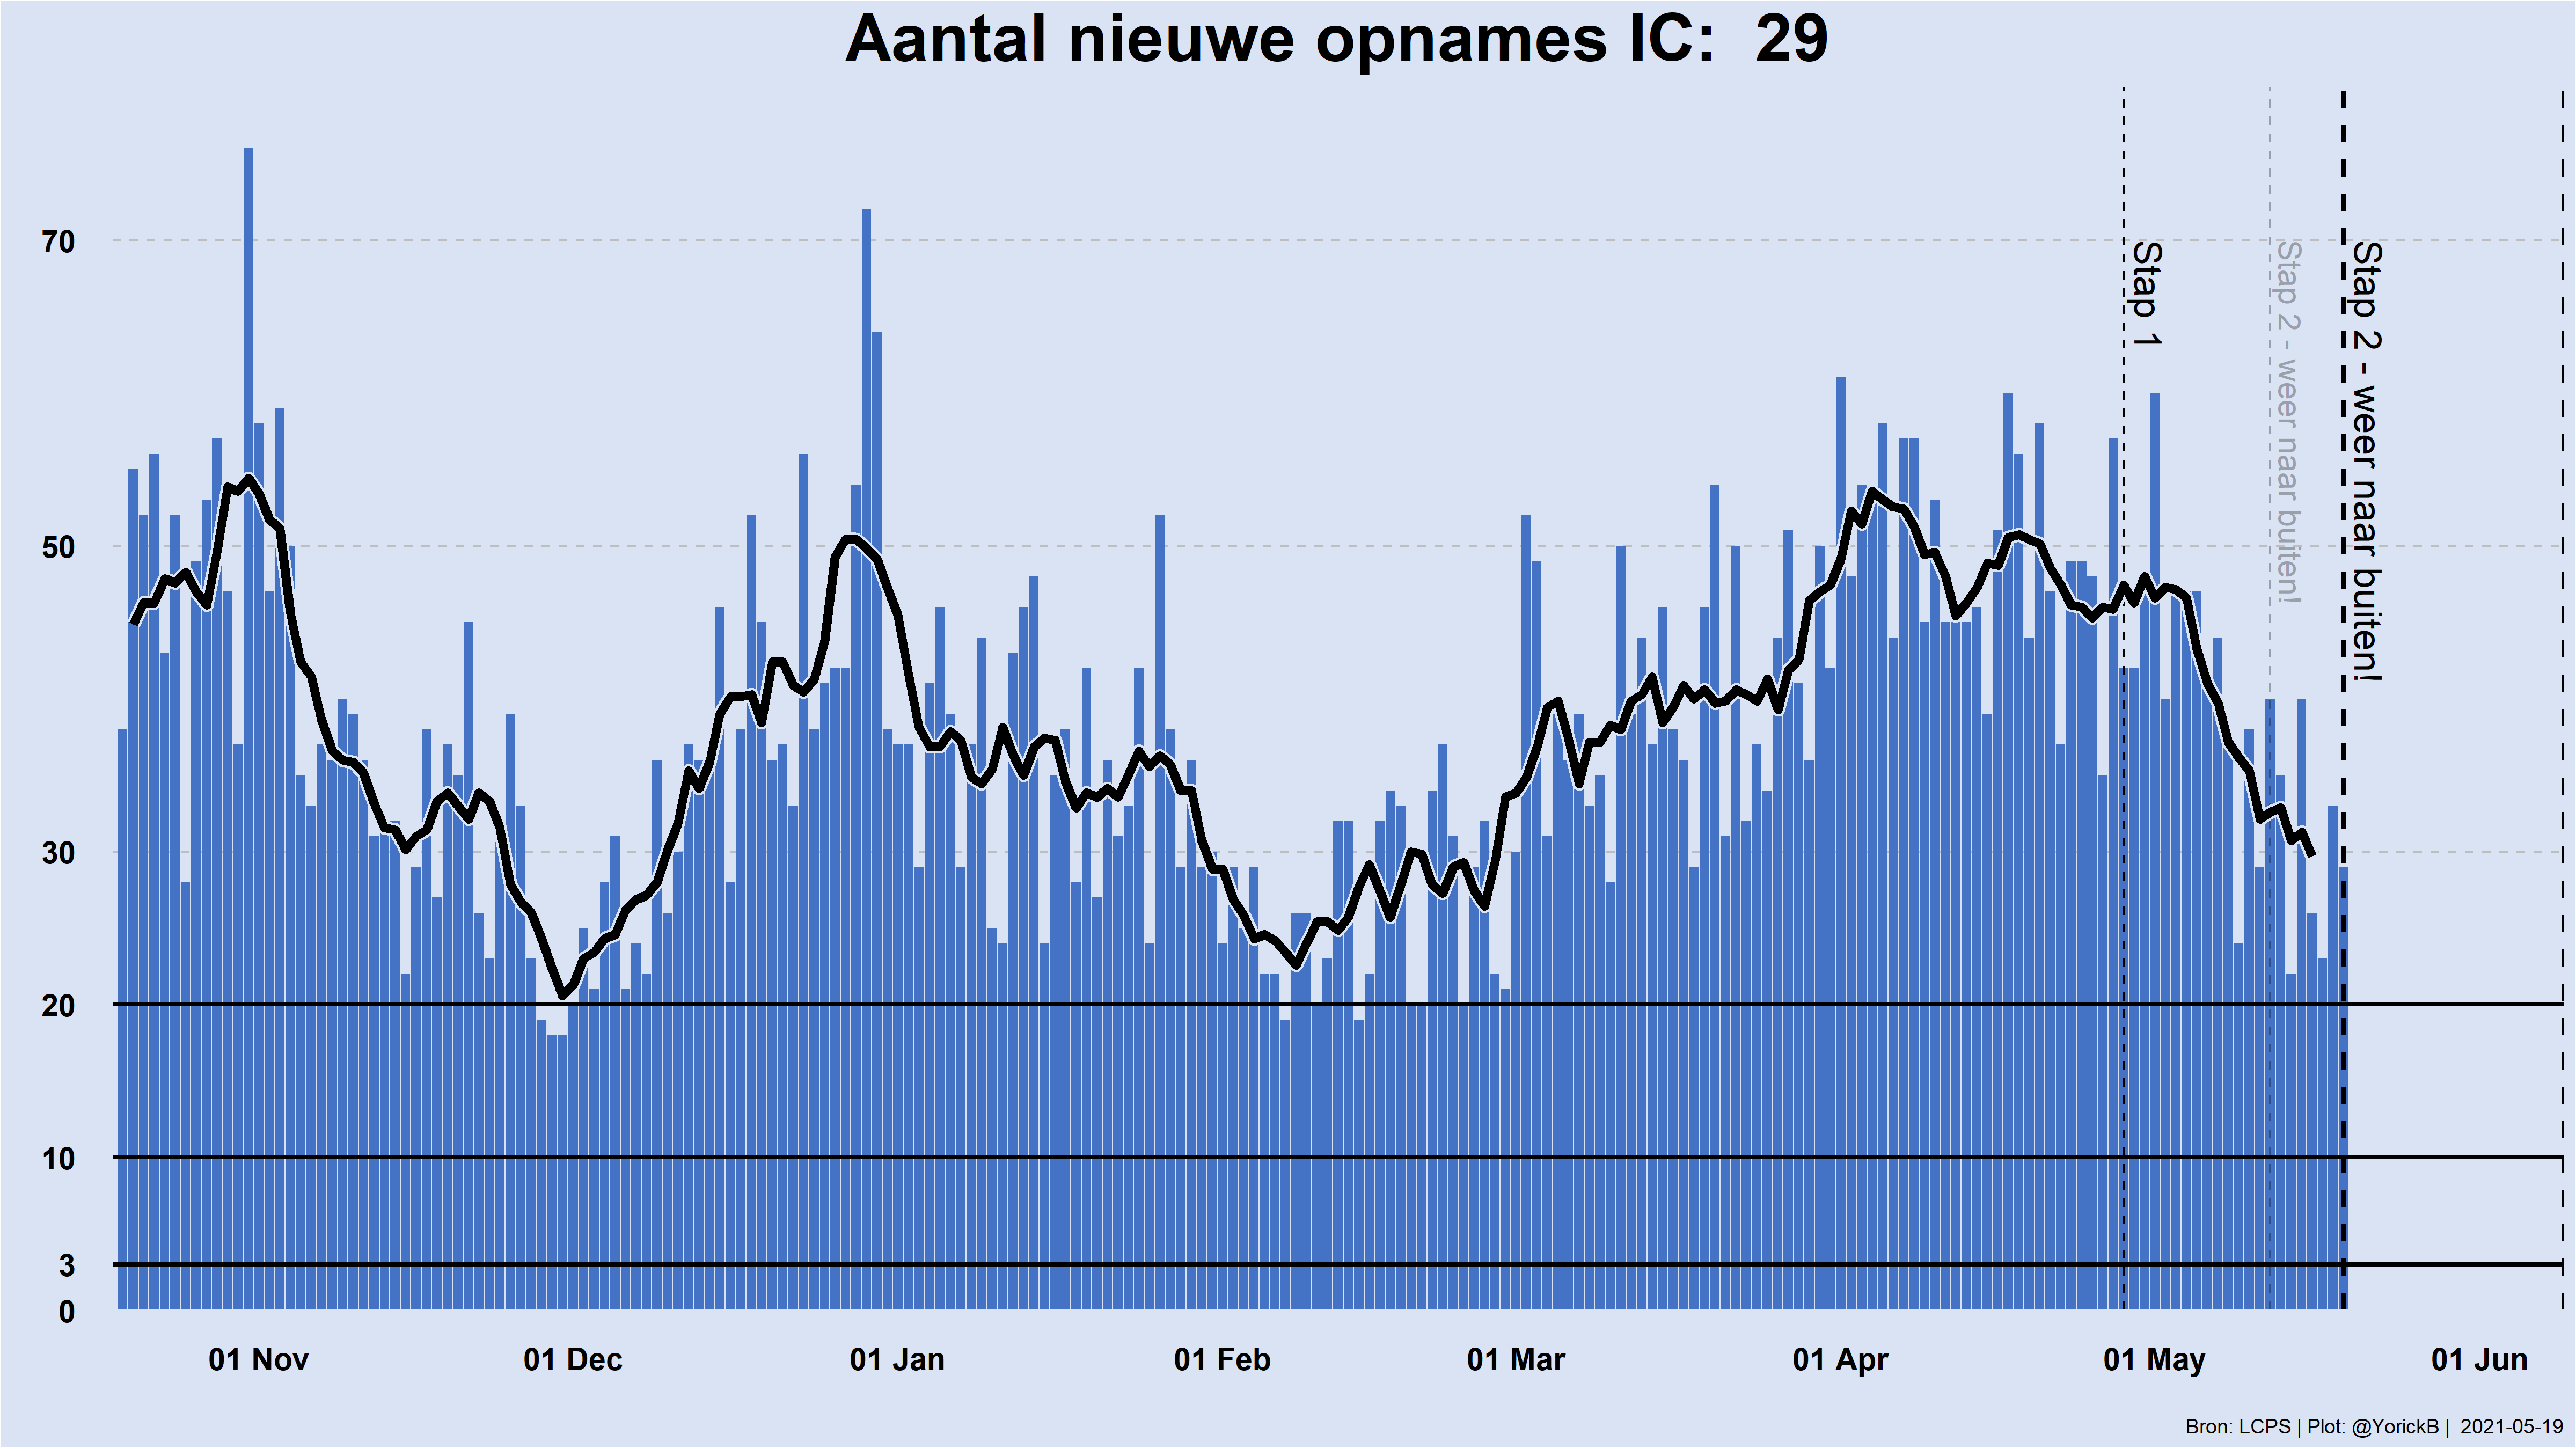 Aantal nieuwe opnames IC:  29
70
50
30
20
10
3
0
Stap 1
Stap 2 - weer naar buiten!
Stap 2 - weer naar buiten!
01 Nov
01 Dec
01 Jan
01 Feb
01 Mar
01 Apr
01 May
01 Jun
Bron: LCPS | Plot: @YorickB |  2021-05-19